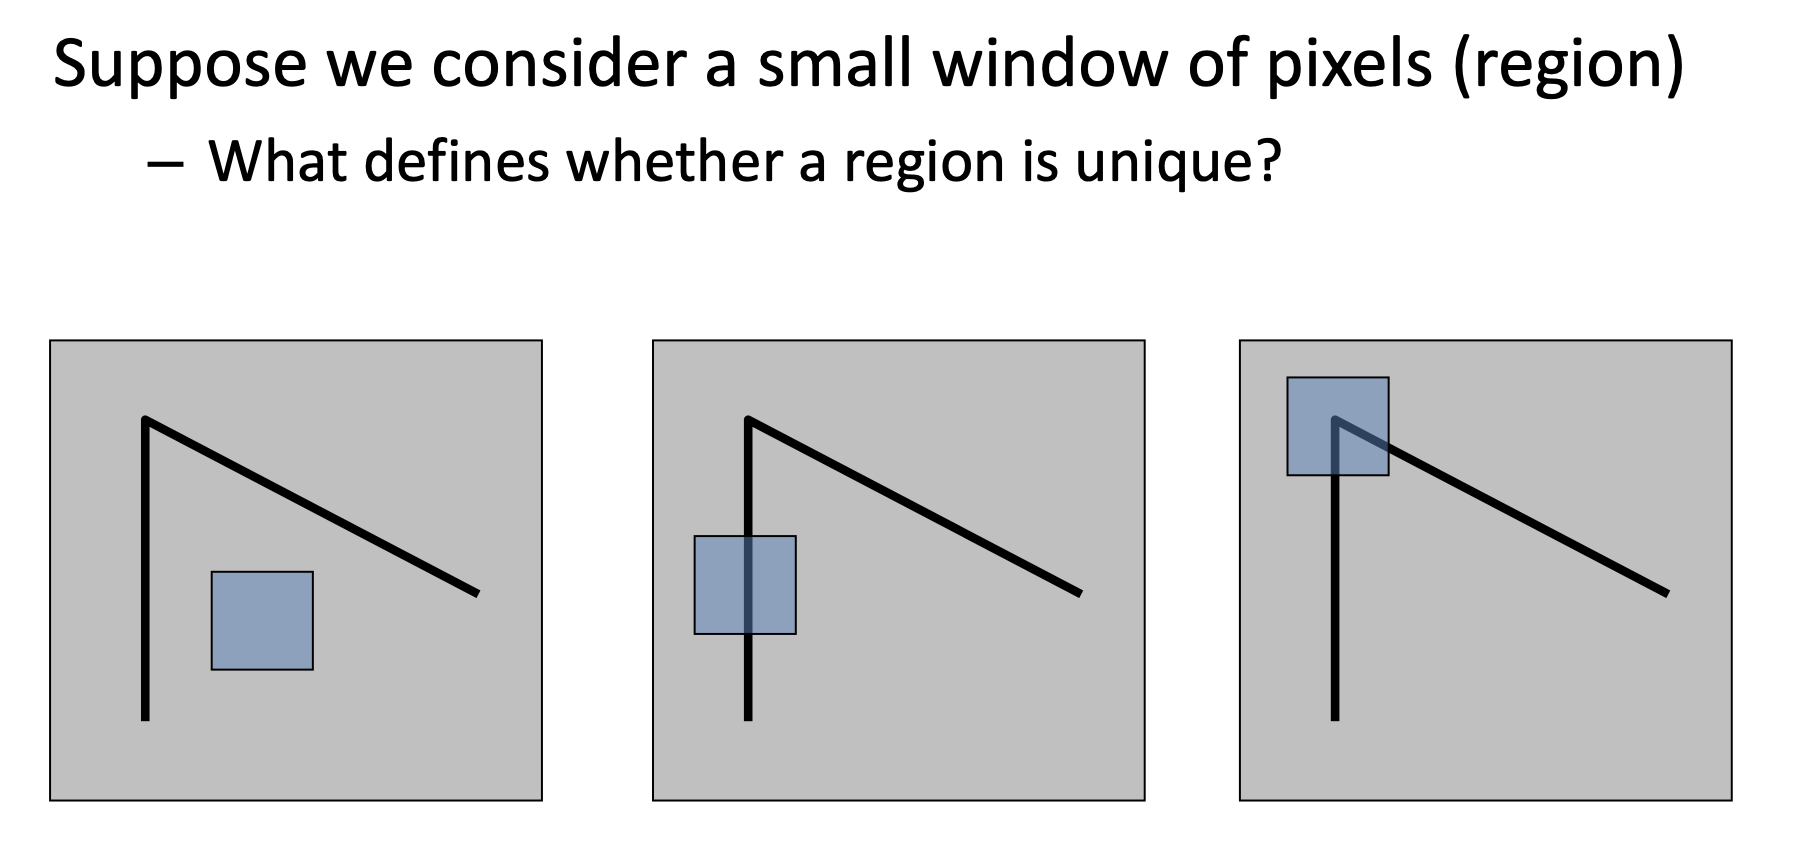 Suppose we consider a small window of pixels (region)
– What defines whether a region is unique?